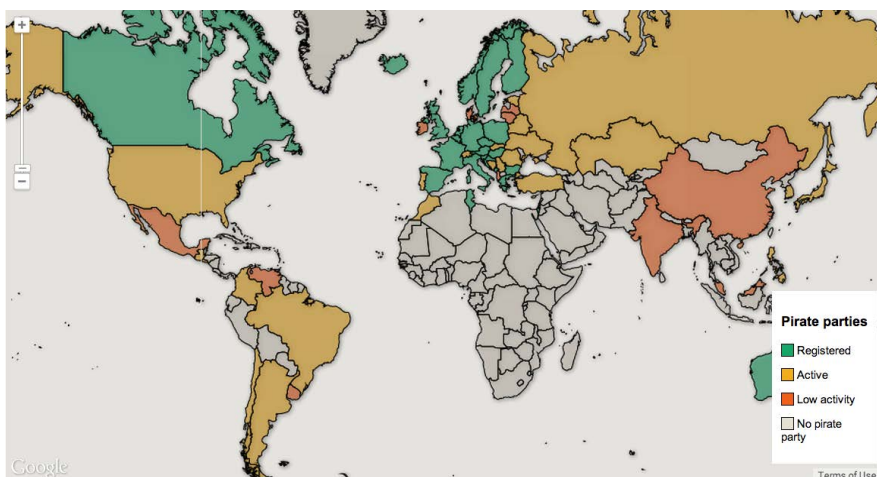 +
−
Pirate parties
Registered
Active
Low activity
No pirate
party
Google
Terms of Use